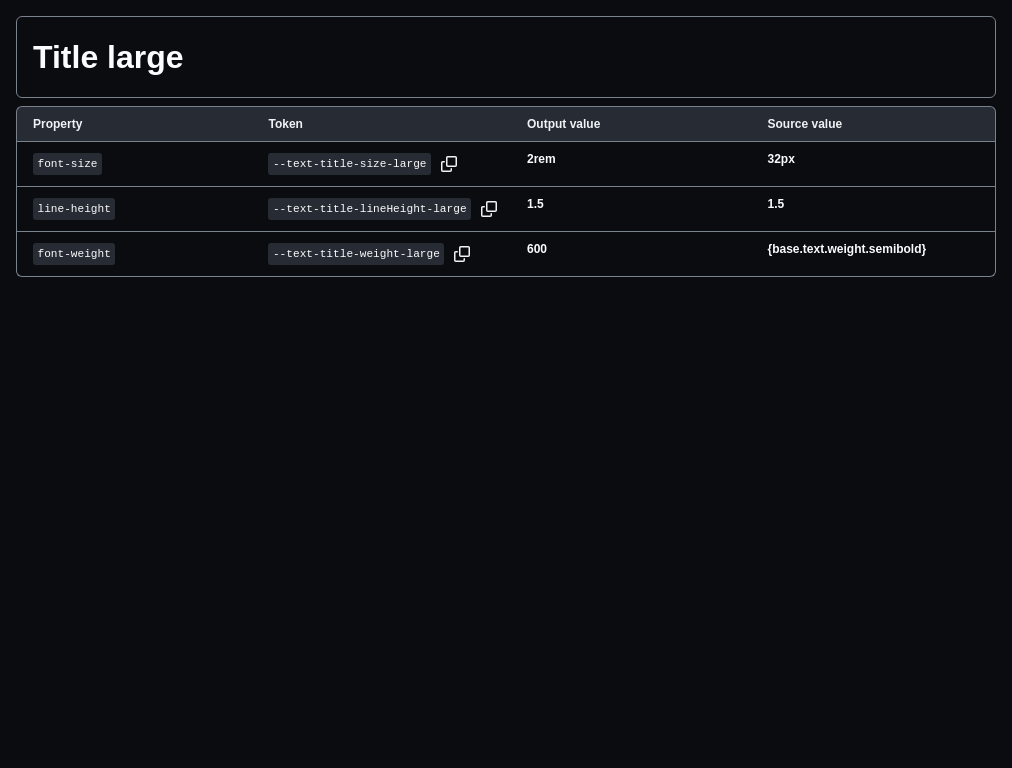 Title large
Property Token Output value Source value
font-size --text-title-size-large 2rem 32px
line-height --text-title-lineHeight-large 1.5 1.5
font-weight --text-title-weight-large 600 {base.text.weight.semibold}